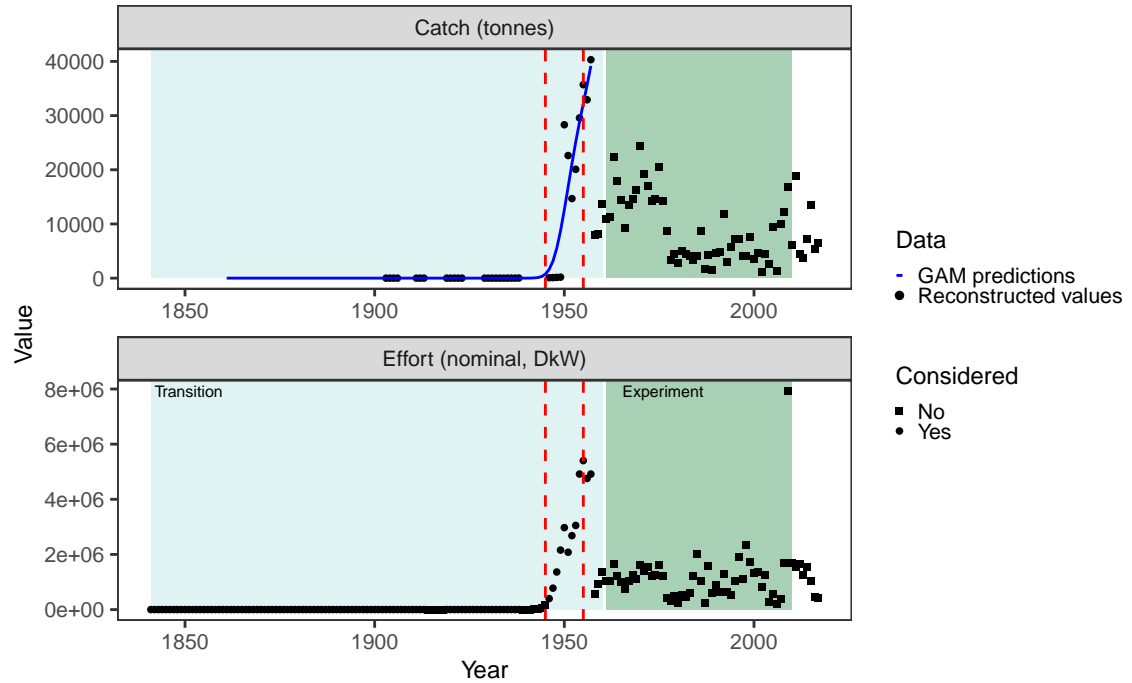 Catch (tonnes)
40000
30000
20000
10000
0
1850
1900
1950
2000
Effort (nominal, DkW)
Transition
Experiment
8e+06
6e+06
4e+06
2e+06
0e+00
1850
1900
1950
2000
Year
Value
Data
GAM predictions
Reconstructed values
Considered
No
Yes